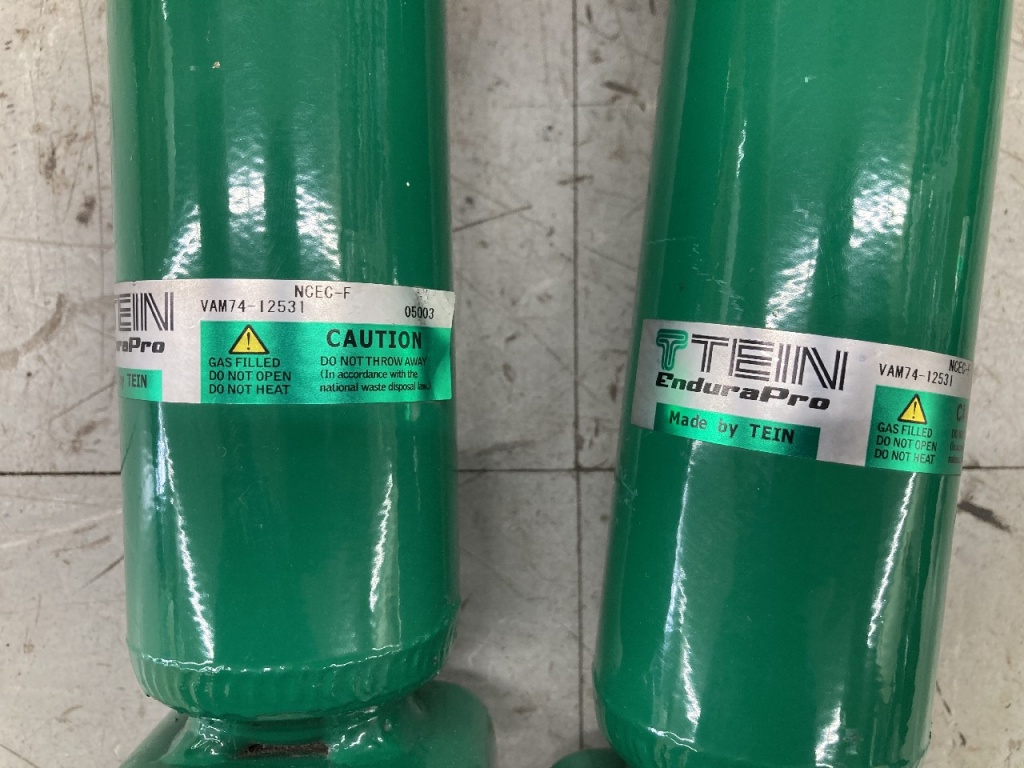 TEIN
EnduraPro
by TEIN
NCEC-F
VAM74-12531
05003
CAUTION
GAS FILLED
DO NOT OPEN
DO NOT HEAT
DO NOT THROW AWAY
(In accordance with the
national waste disposal law.)
TEIN
EnduraPro
Made by TEIN
NCEC-F
VAM74-12531
GAS FILLED
DO NOT OPEN
DO NOT HEAT